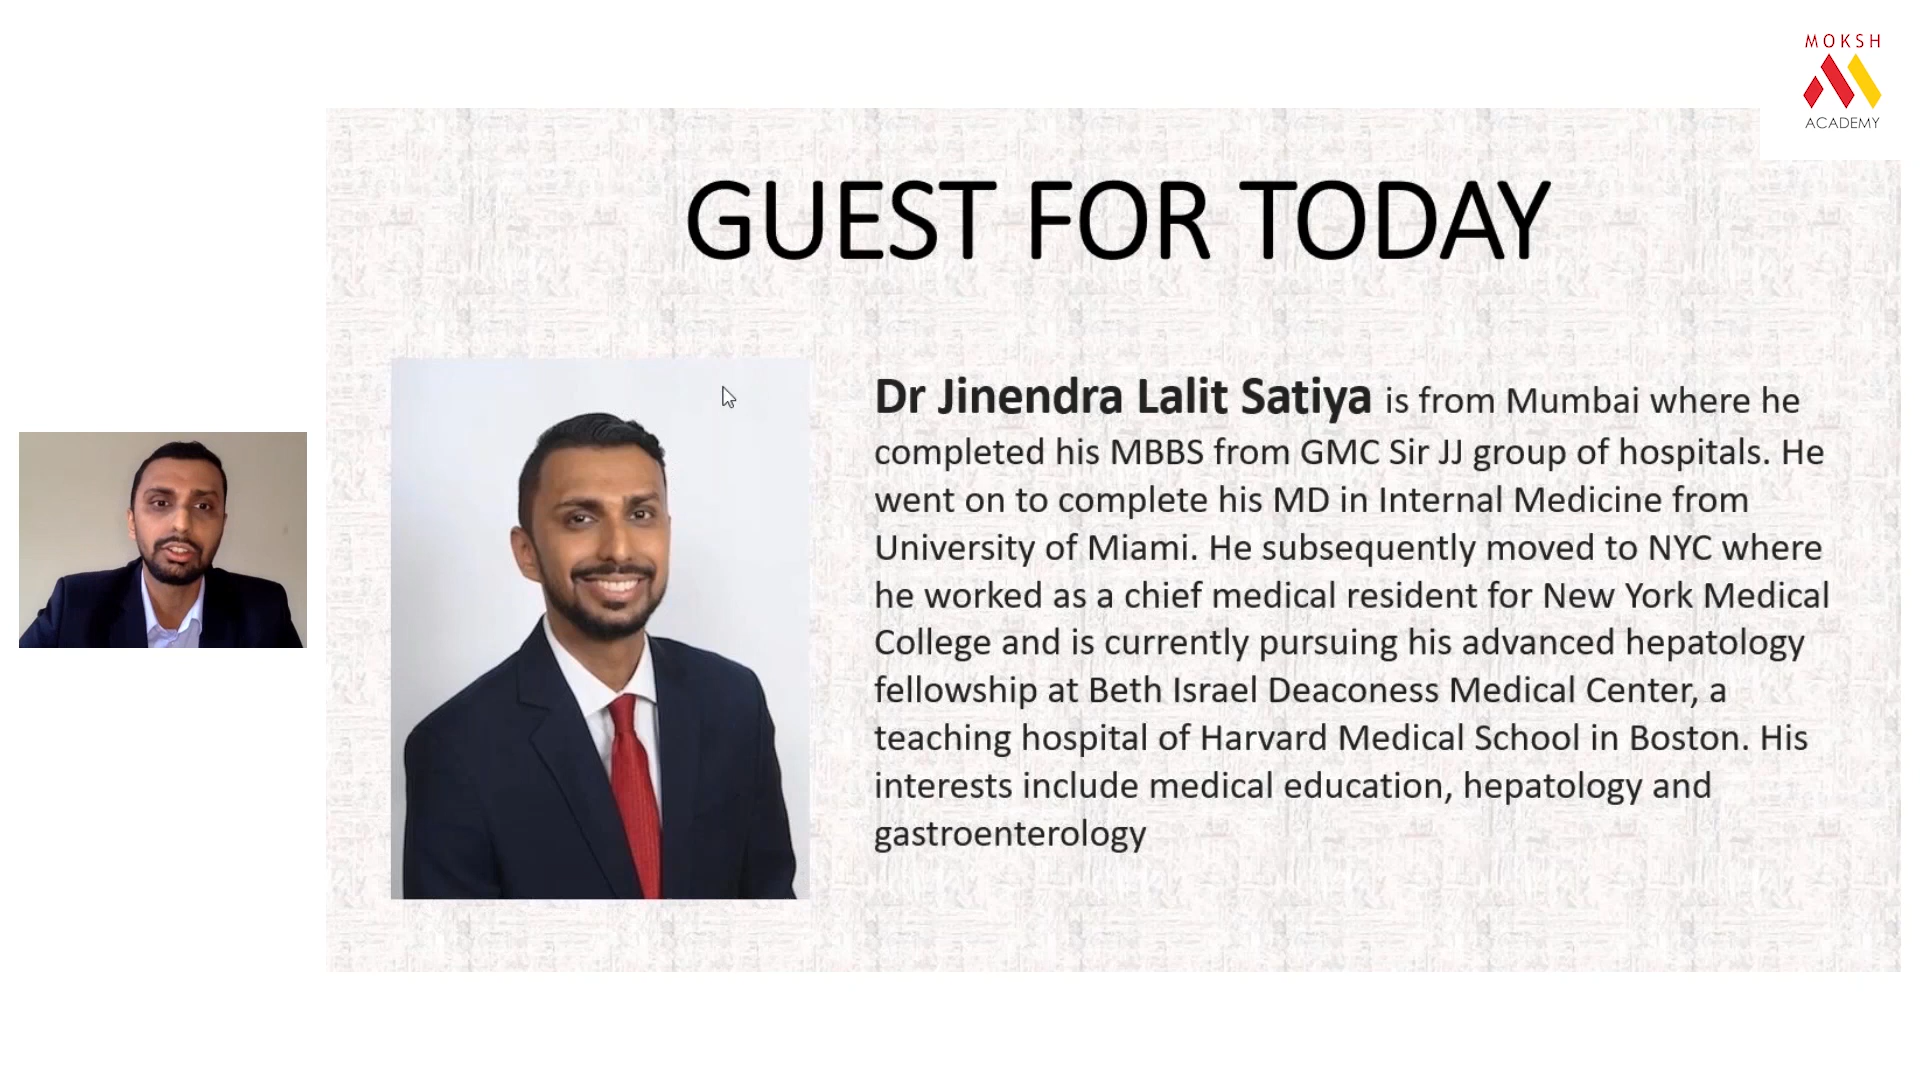 MOKSH
ACADEMY
GUEST FOR TODAY
Dr Jinendra Lalit Satiya is from Mumbai where he
completed his MBBS from GMC Sir JJ group of hospitals. He
went on to complete his MD in Internal Medicine from
University of Miami. He subsequently moved to NYC where
he worked as a chief medical resident for New York Medical
College and is currently pursuing his advanced hepatology
fellowship at Beth Israel Deaconess Medical Center, a
teaching hospital of Harvard Medical School in Boston. His
interests include medical education, hepatology and
gastroenterology